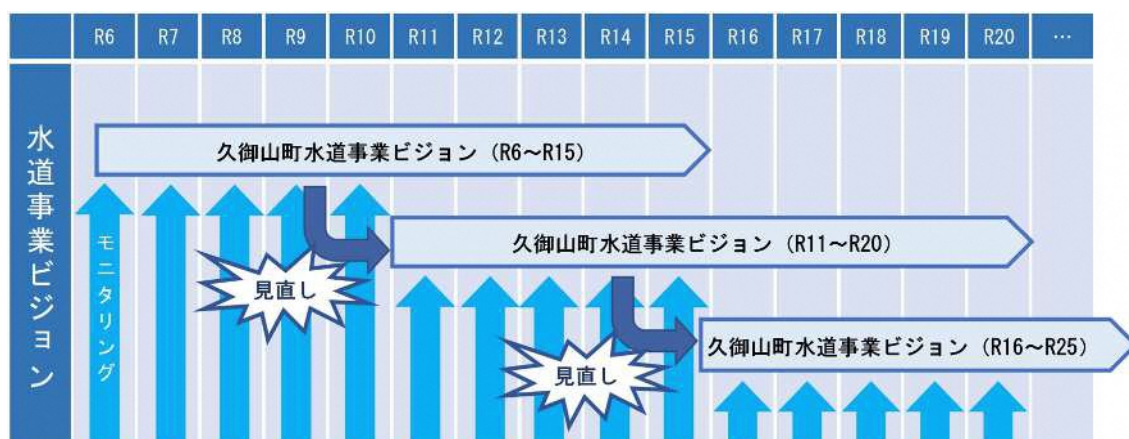 R6 R7 R8 R9 R10 R11 R12 R13 R14 R15 R16 R17 R18 R19 R20 …
水道事業ビジョン
久御山町水道事業ビジョン（R6～R15）
モニタリング
見直し
久御山町水道事業ビジョン（R11～R20）
見直し
久御山町水道事業ビジョン（R16～R25）